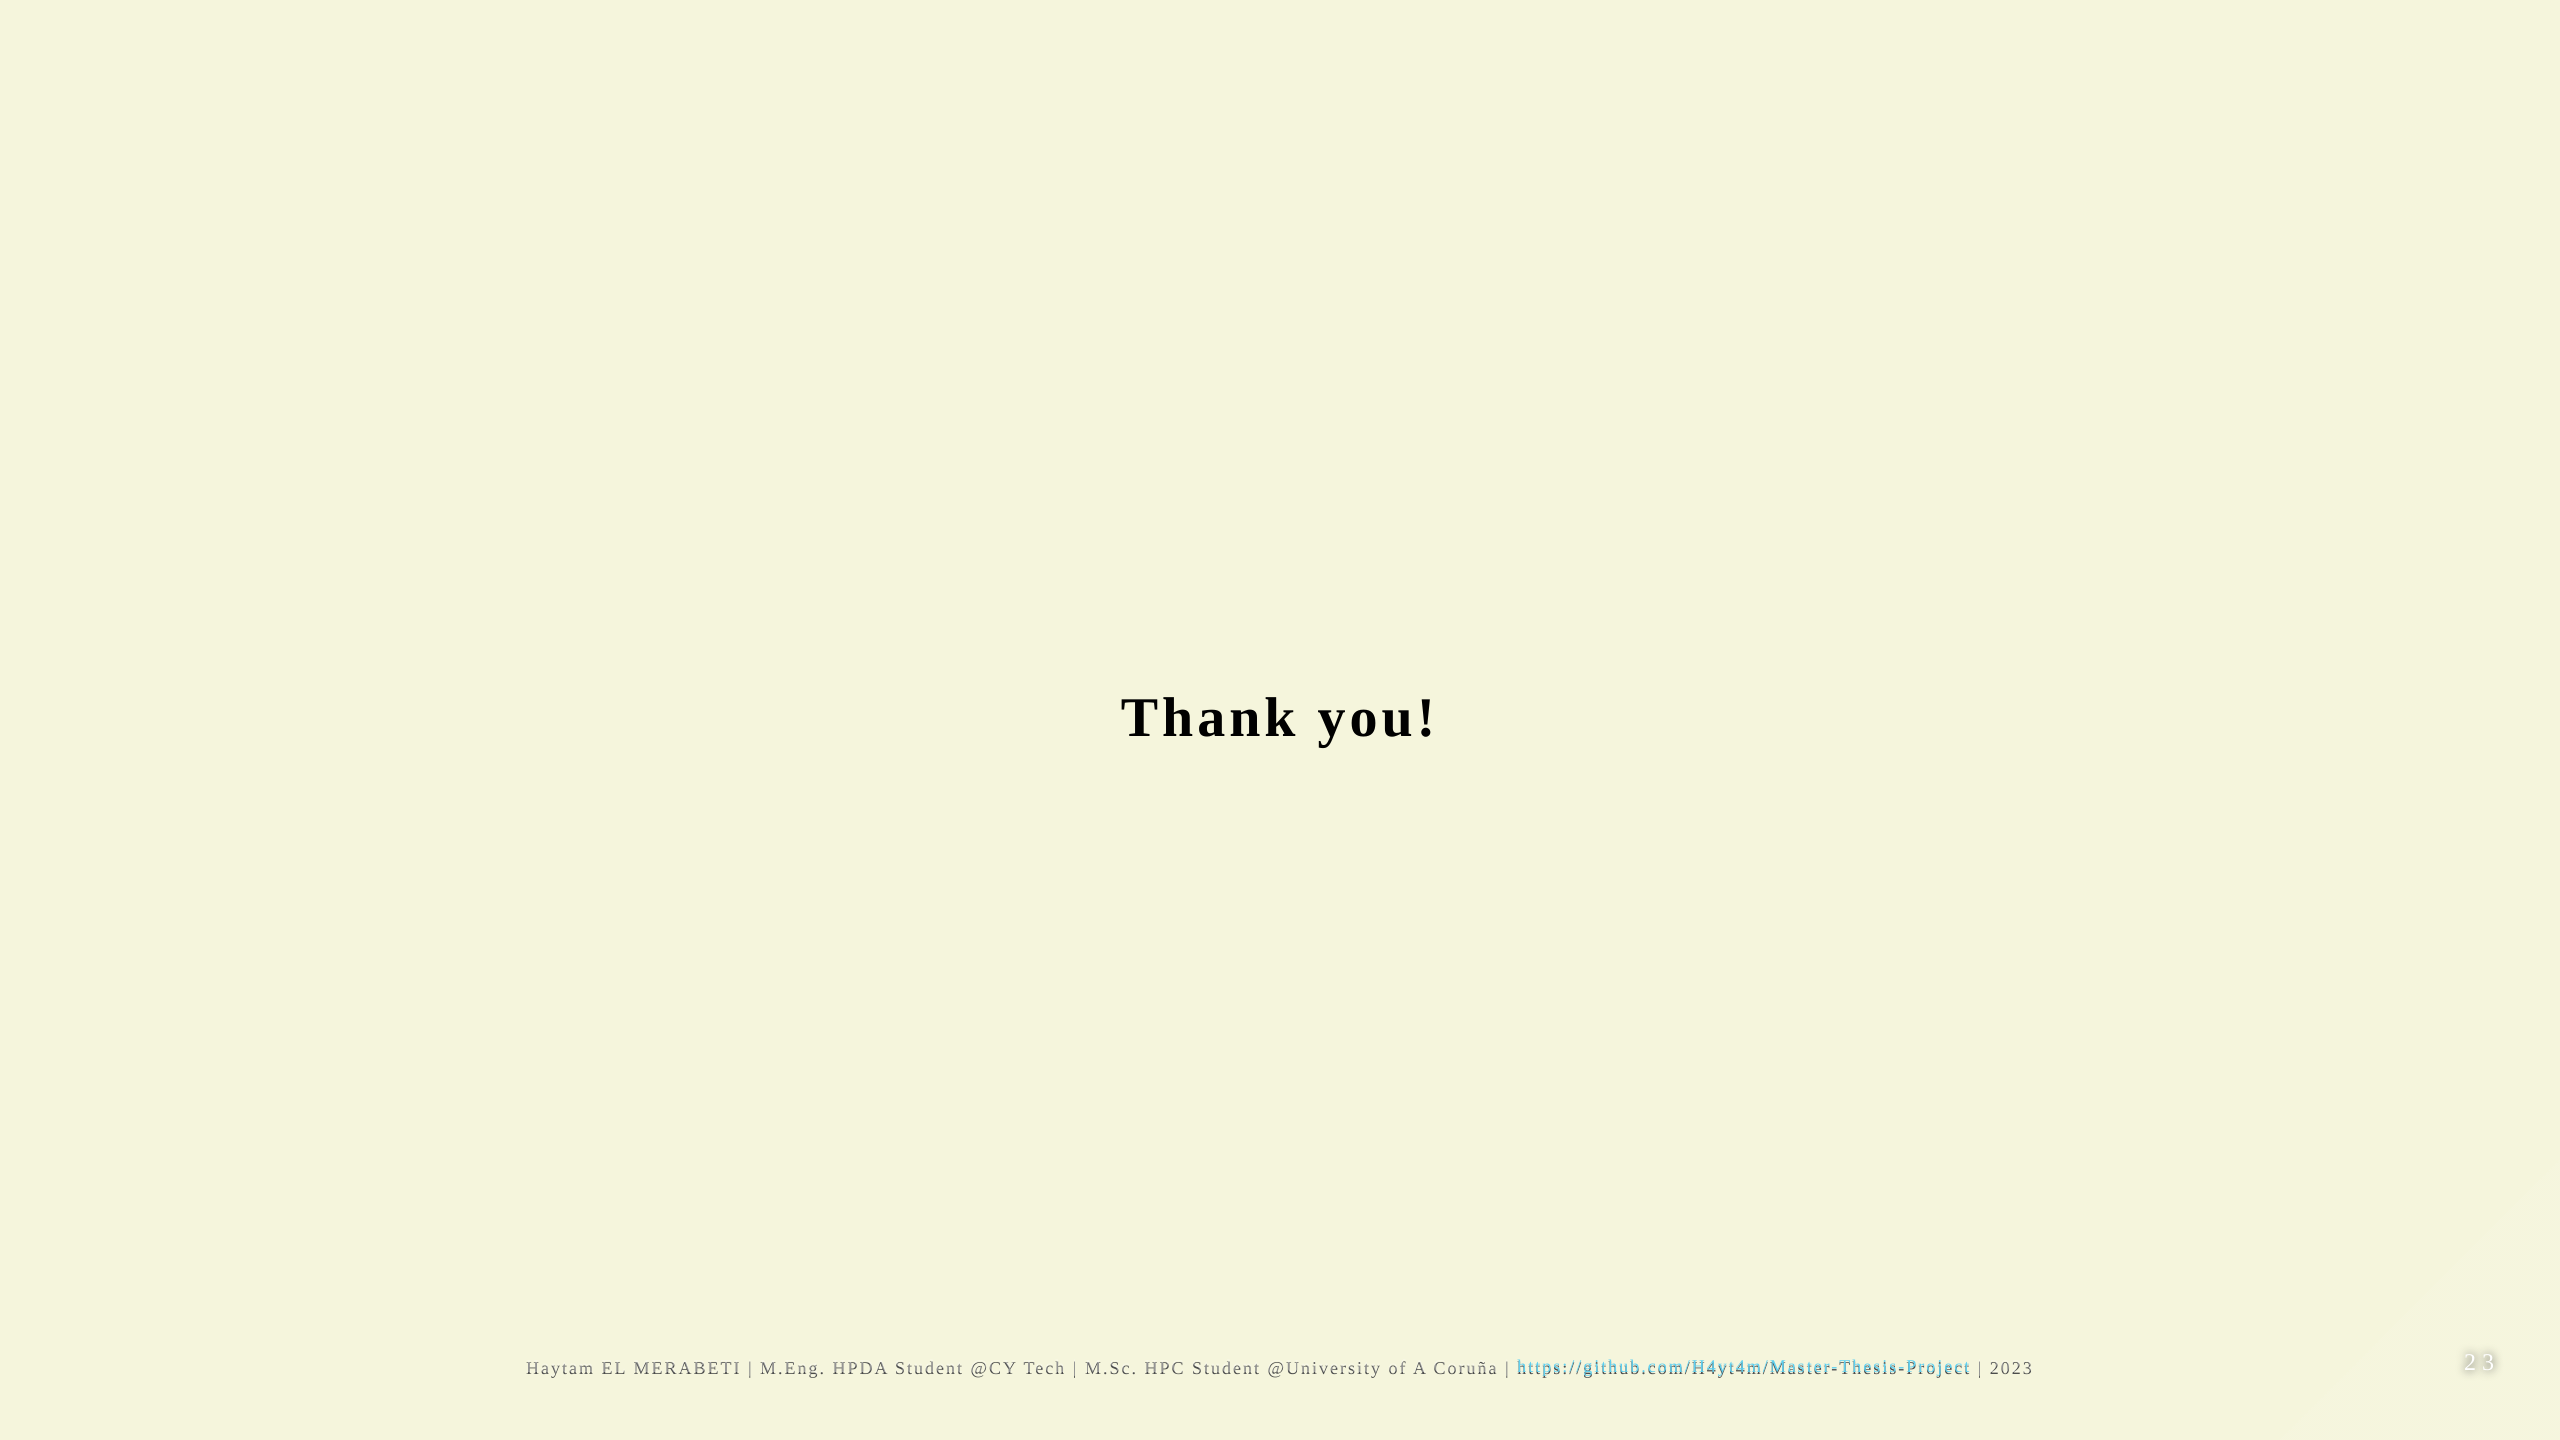 Thank you!
Haytam EL MERABETI | M.Eng. HPDA Student @CY Tech | M.Sc. HPC Student @University of A Coruña | https://github.com/H4yt4m/Master-Thesis-Project | 2023
23